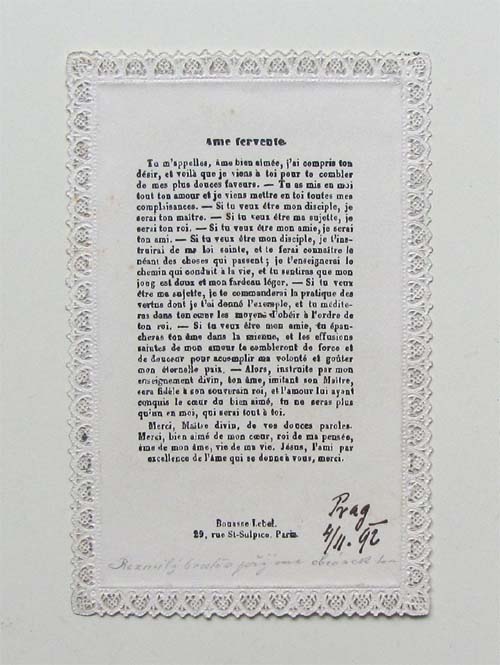 Ame fervente.
Tu m'appelles, âme bien aimée, j'ai compris ton
désir, et voilà que je viens à toi pour te combler
de mes plus douces faveurs. — Tu as mis en moi
tout ton amour et je viens mettre en toi toutes mes
complaisances. — Si tu veux être mon disciple, je
serai ton maître. — Si tu veux être ma sujette, je
serai ton roi. — Si tu veux être mon amie, je serai
ton ami. — Si tu veux être mon disciple, je t'ins-
truirai de ma loi sainte, et te ferai connaître le
néant des choses qui passent; je t'enseignerai le
chemin qui conduit à la vie, et tu sentiras que mon
joug est doux et mon fardeau léger. — Si tu veux
être ma sujette, je te commanderai la pratique des
vertus dont je t'ai donné l'exemple, et tu médite-
ras dans ton cœur les moyens d'obéir à l'ordre de
ton roi. — Si tu veux être mon amie, tu épan-
cheras ton âme dans la mienne, et les effusions
saintes de mon amour te combleront de force et
de douceur pour accomplir ma volonté et goûter
mon éternelle paix. — Alors, instruite par mon
enseignement divin, ton âme, imitant son Maître,
sera fidèle à son souverain roi, et l'amour lui ayant
conquis le cœur du bien aimé, tu ne seras plus
qu'un en moi, qui serai tout à toi.
Merci, Maître divin, de vos douces paroles.
Merci, bien aimé de mon cœur, roi de ma pensée,
âme de mon âme, vie de ma vie. Jésus, l'ami par
excellence de l'âme qui se donne à vous, merci.
Bouasse Lebel.
29, rue St-Sulpice. Paris.
Prag
4/11. 92